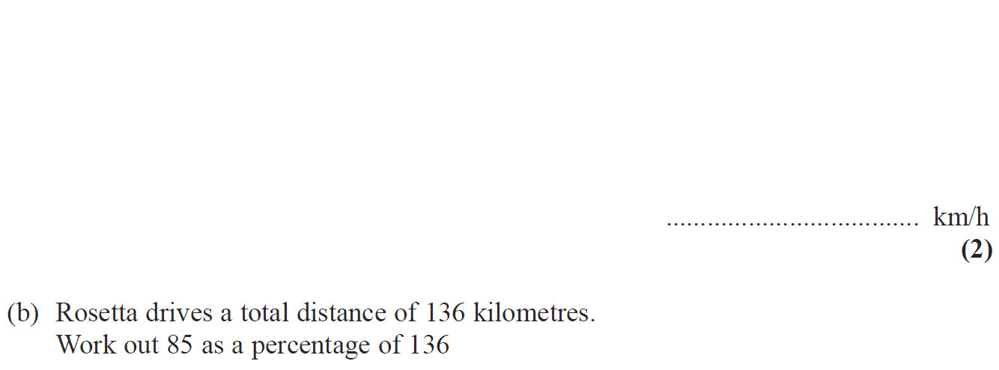 .................................... km/h
(2)
(b) Rosetta drives a total distance of 136 kilometres.
Work out 85 as a percentage of 136